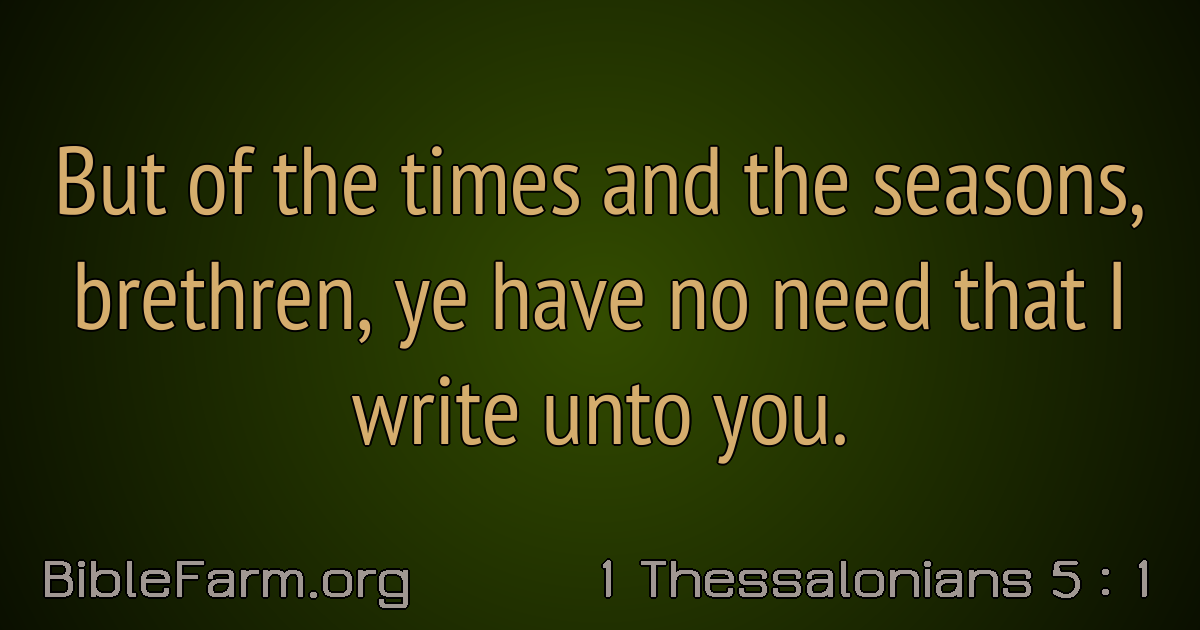 But of the times and the seasons,
brethren, ye have no need that I
write unto you.
BibleFarm.org
1 Thessalonians 5 : 1